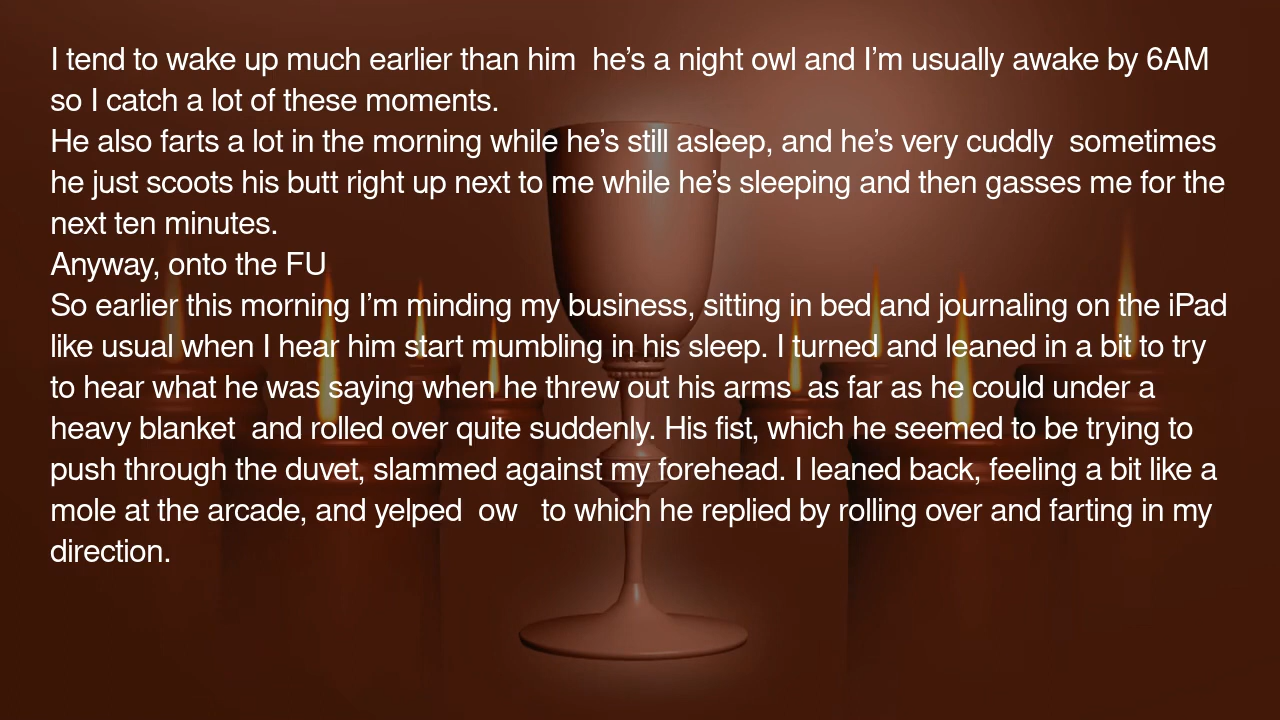 I tend to wake up much earlier than him  he’s a night owl and I’m usually awake by 6AM
so I catch a lot of these moments.
He also farts a lot in the morning while he’s still asleep, and he’s very cuddly  sometimes
he just scoots his butt right up next to me while he’s sleeping and then gasses me for the
next ten minutes.
Anyway, onto the FU
So earlier this morning I’m minding my business, sitting in bed and journaling on the iPad
like usual when I hear him start mumbling in his sleep. I turned and leaned in a bit to try
to hear what he was saying when he threw out his arms  as far as he could under a
heavy blanket  and rolled over quite suddenly. His fist, which he seemed to be trying to
push through the duvet, slammed against my forehead. I leaned back, feeling a bit like a
mole at the arcade, and yelped  ow   to which he replied by rolling over and farting in my
direction.